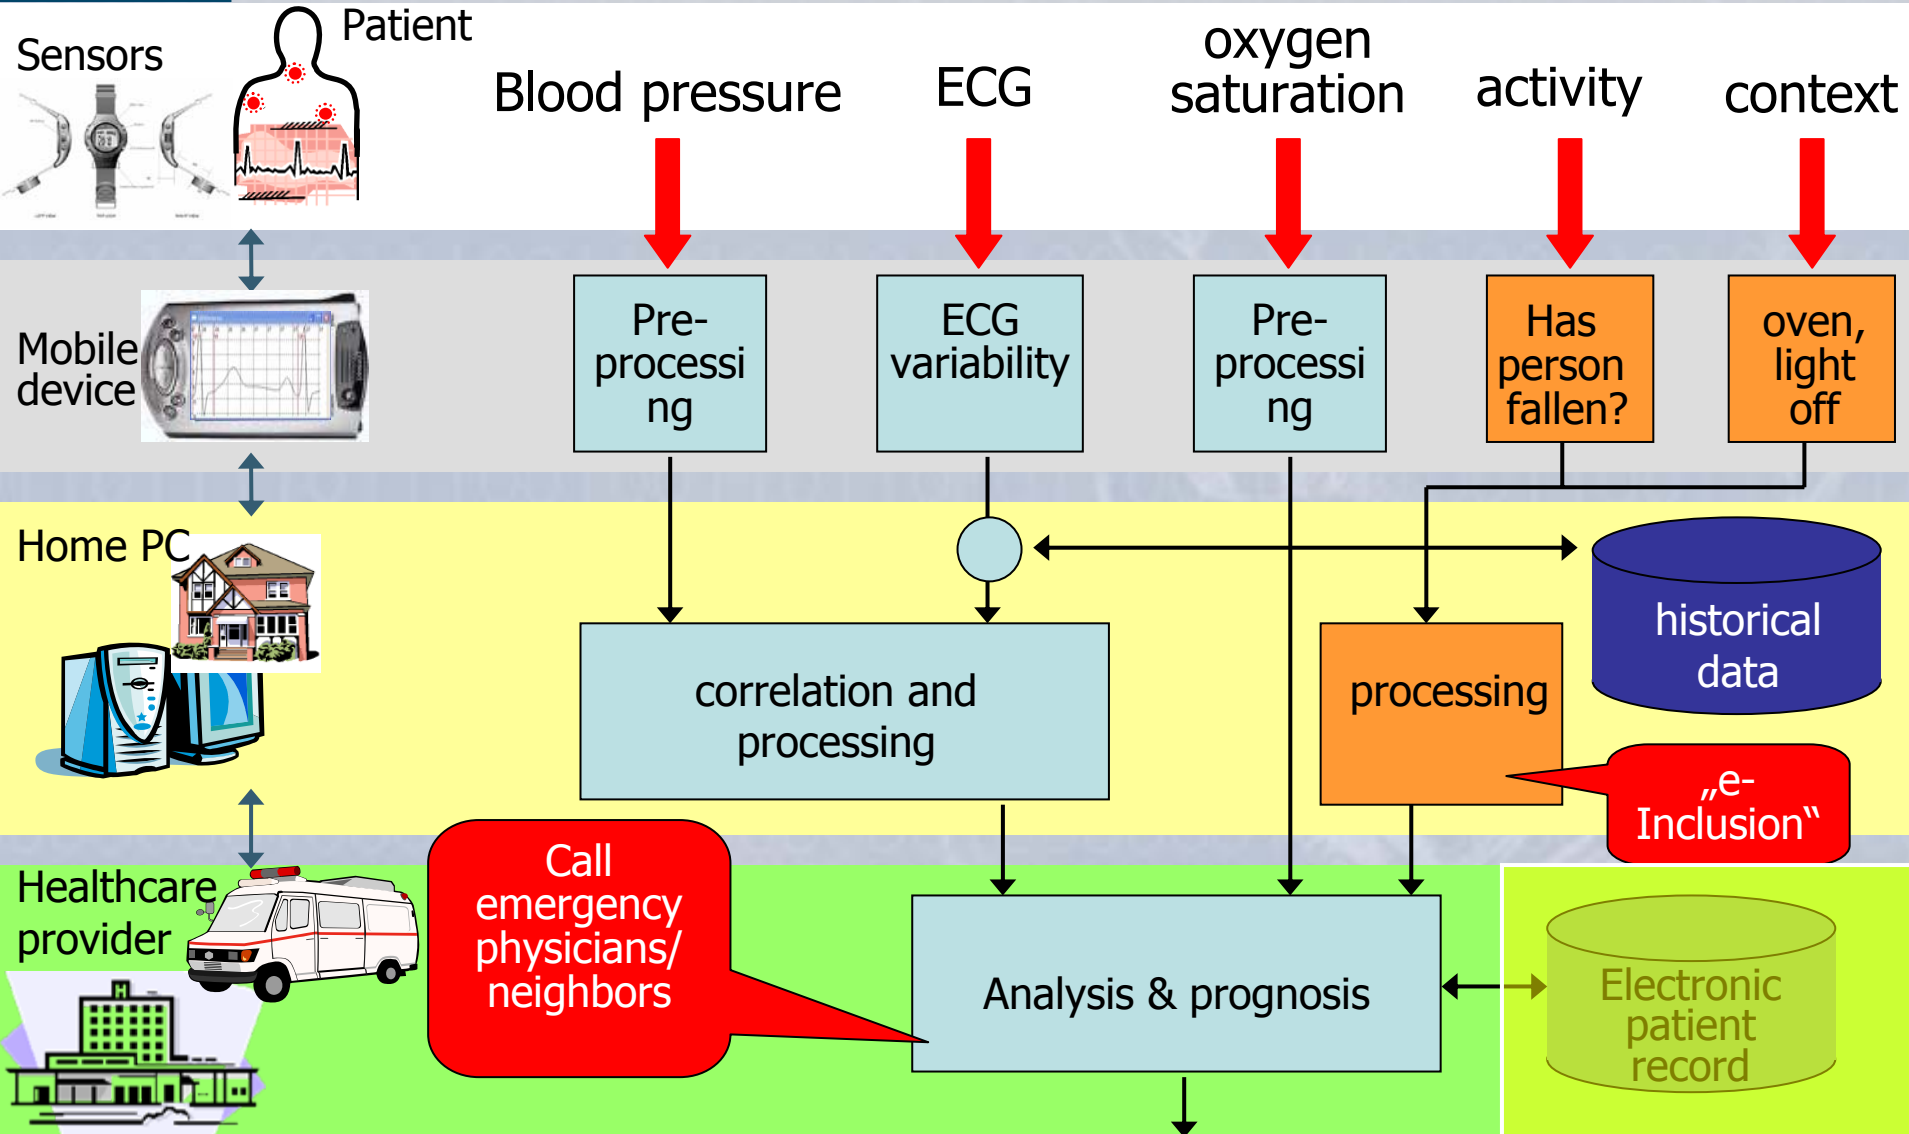 Sensors
Patient
Blood pressure
ECG
oxygen
saturation
activity
context
Mobile
device
Pre-
processi
ng
ECG
variability
Pre-
processi
ng
Has
person
fallen?
oven,
light
off
Home PC
historical
data
correlation and
processing
processing
„e-
Inclusion“
Healthcare
provider
H
Call
emergency
physicians/
neighbors
Analysis & prognosis
Electronic
patient
record